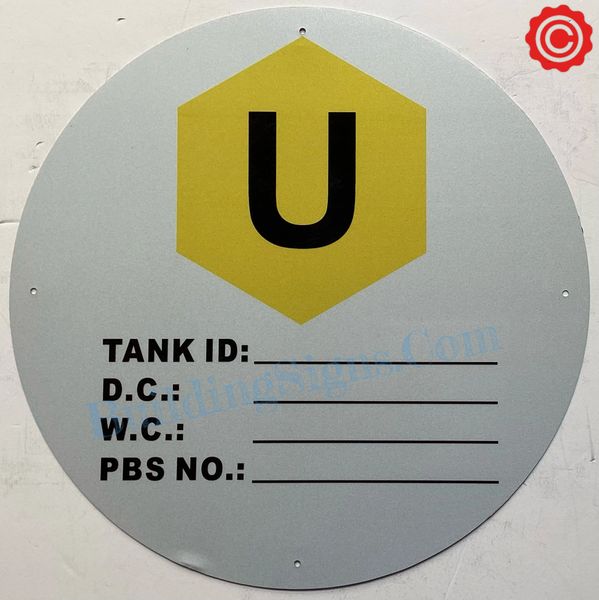 ©
U
TANK ID:
D.C.:
W.C.:
PBS NO.:
BuildingSigns.Com